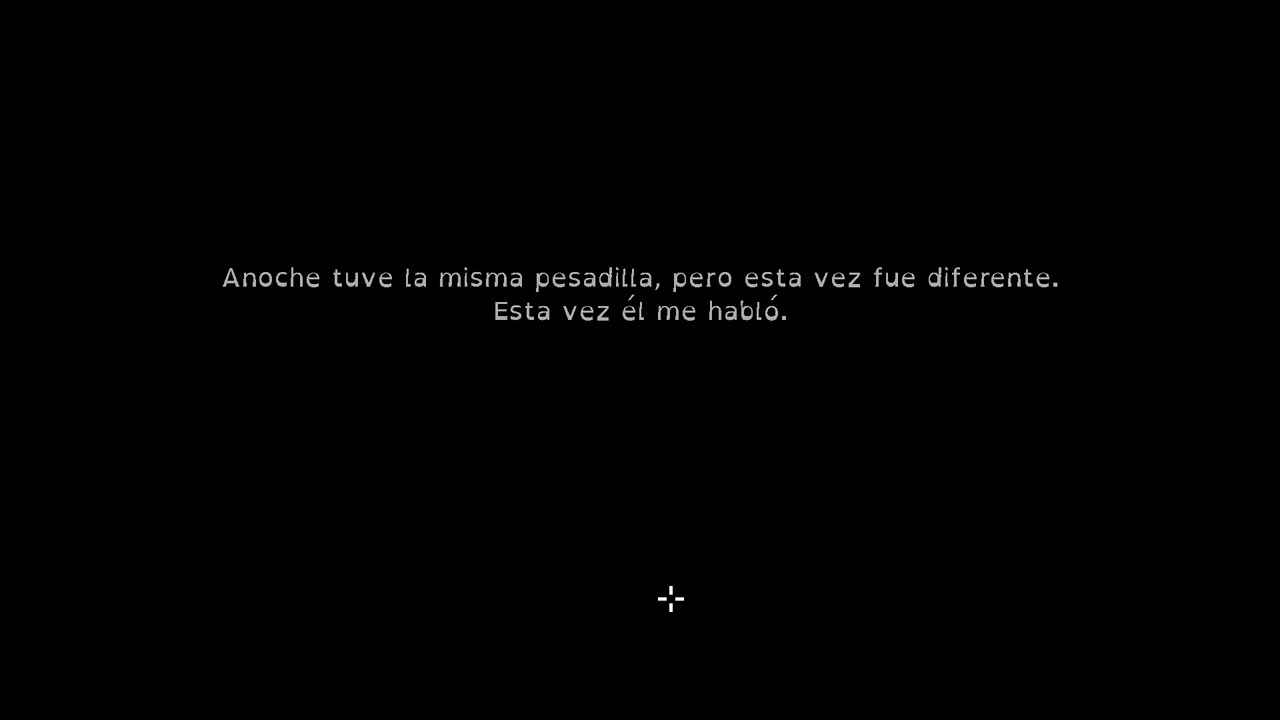 Anoche tuve la misma pesadilla, pero esta vez fue diferente.
Esta vez él me habló.